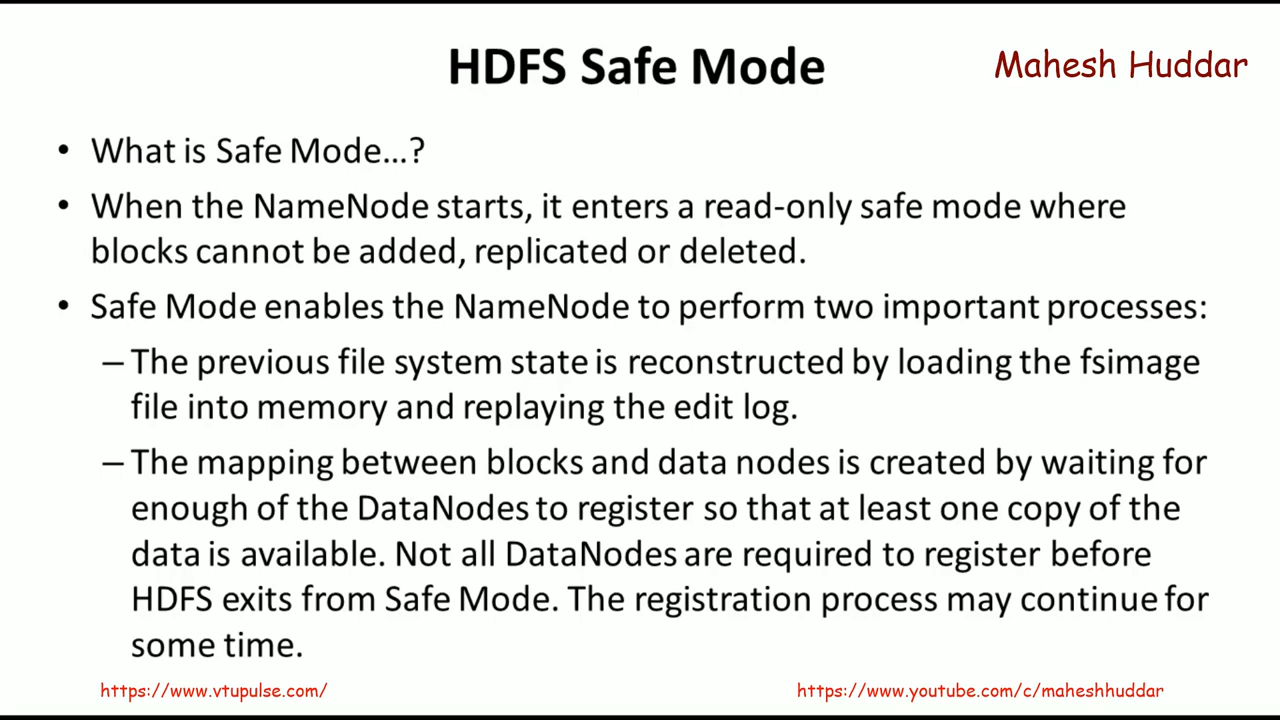 HDFS Safe Mode
Mahesh Huddar
• What is Safe Mode...?
• When the NameNode starts, it enters a read-only safe mode where
blocks cannot be added, replicated or deleted.
• Safe Mode enables the NameNode to perform two important processes:
– The previous file system state is reconstructed by loading the fsimage
file into memory and replaying the edit log.
– The mapping between blocks and data nodes is created by waiting for
enough of the DataNodes to register so that at least one copy of the
data is available. Not all DataNodes are required to register before
HDFS exits from Safe Mode. The registration process may continue for
some time.
https://www.vtupulse.com/
https://www.youtube.com/c/maheshhuddar